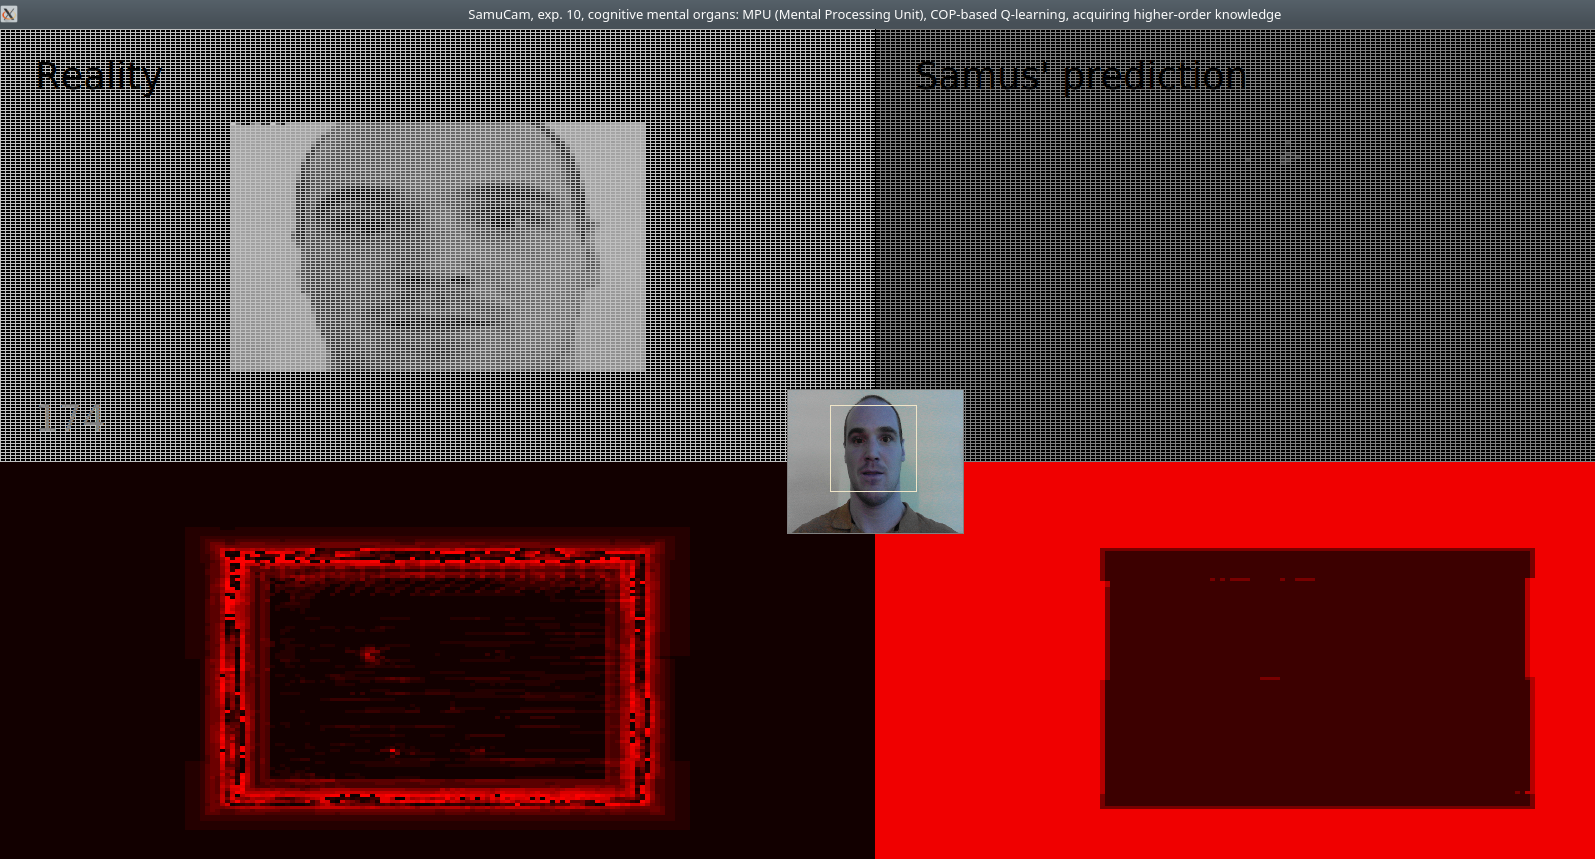 SamuCam, exp. 10, cognitive mental organs: MPU (Mental Processing Unit), COP-based Q-learning, acquiring higher-order knowledge
Reality
Samus' prediction
174